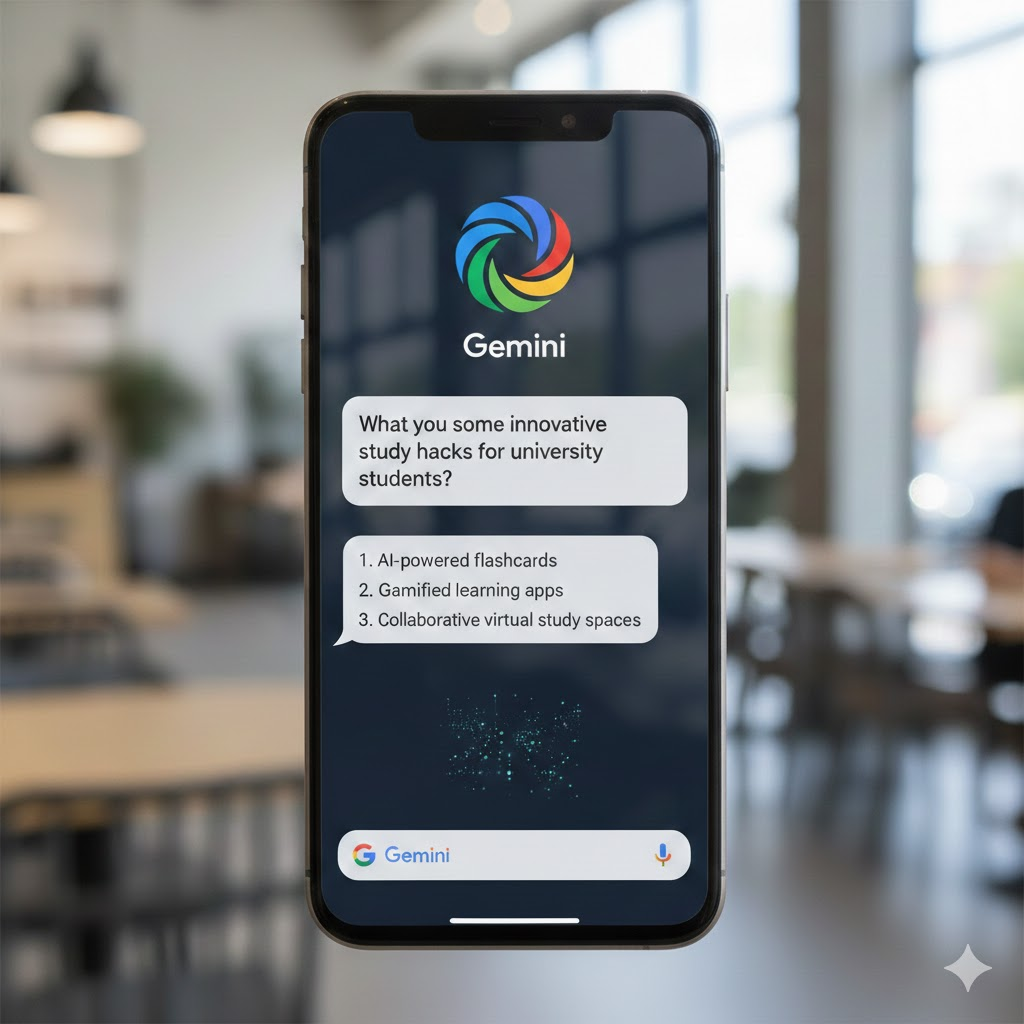 Gemini
What you some innovative
study hacks for university
students?
1. AI-powered flashcards
2. Gamified learning apps
3. Collaborative virtual study spaces
G Gemini